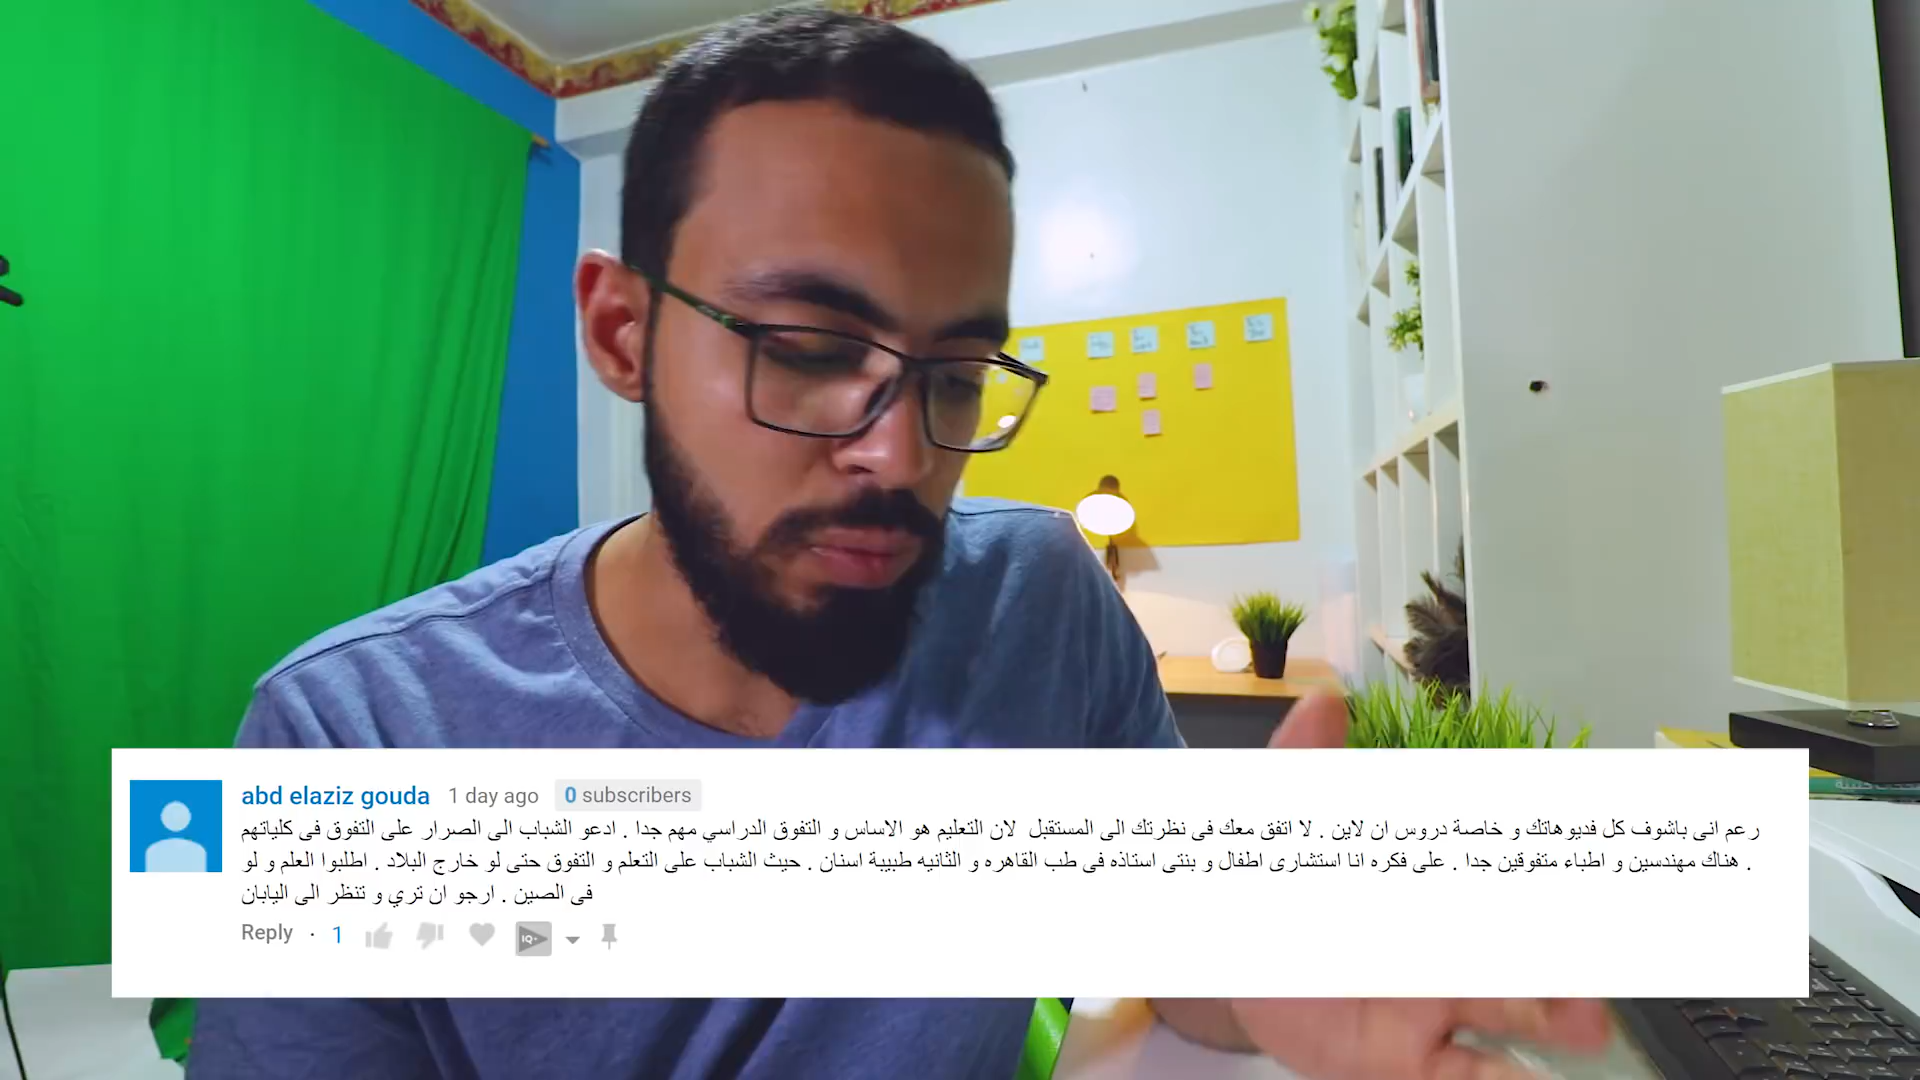 abd elaziz gouda 1 day ago 0 subscribers
رعم انى باشوف كل فديوهاتك و خاصة دروس ان لاين . لا اتفق معك فى نظرتك الى المستقبل لان التعليم هو الاساس و التفوق الدراسي مهم جدا . ادعو الشباب الى الصرار على التفوق فى كلياتهم
. هناك مهندسين و اطباء متفوقين جدا . على فكره انا استشارى اطفال و بنتى استاذه فى طب القاهره و الثانيه طبيبة اسنان . حيث الشباب على التعلم و التفوق حتى لو خارج البلاد . اطلبوا العلم و لو
فى الصين . ارجو ان تري و تنظر الى اليابان
Reply · 1
IQ+